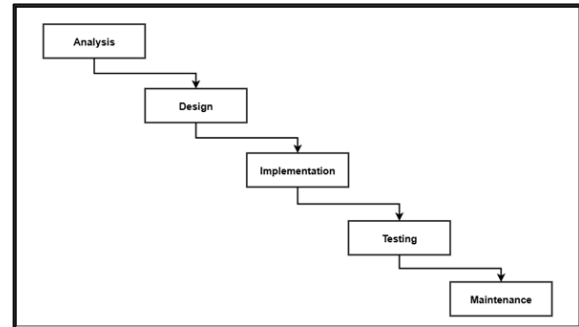 Analysis
Design
Implementation
Testing
Maintenance